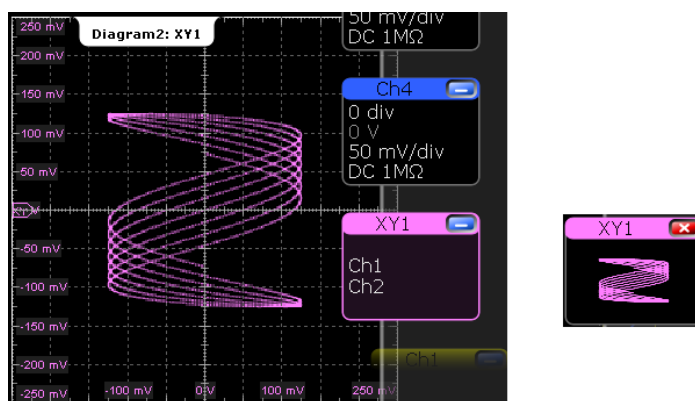 250 mV
Diagram2: XY1
50 mV/div
DC 1MΩ
200 mV
150 mV
100 mV
50 mV
-50 mV
-100 mV
-150 mV
-200 mV
-250 mV
-100 mV
0 V
100 mV
250 mV
Ch4
0 div
0 V
50 mV/div
DC 1MΩ
XY1
Ch1
Ch2
Ch1
XY1